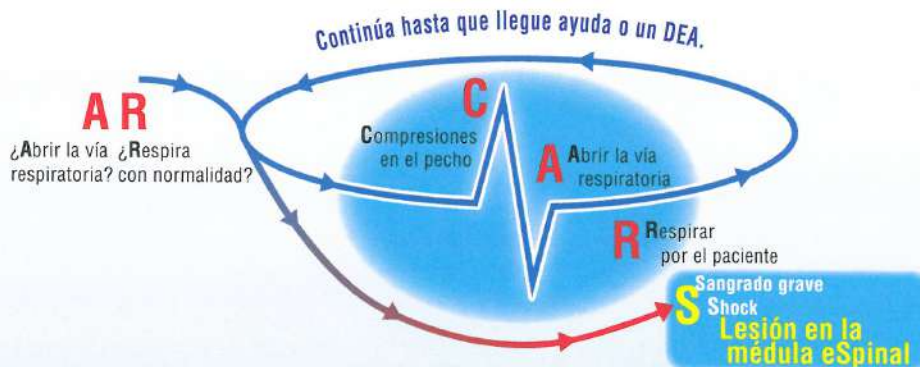 Continúa hasta que llegue ayuda o un DEA.
A R
¿Abrir la vía ¿Respira
respiratoria? con normalidad?
C
Compresiones
en el pecho
A Abrir la vía
respiratoria
R Respirar
por el paciente
S Sangrado grave
Shock
Lesión en la
médula eSpinal